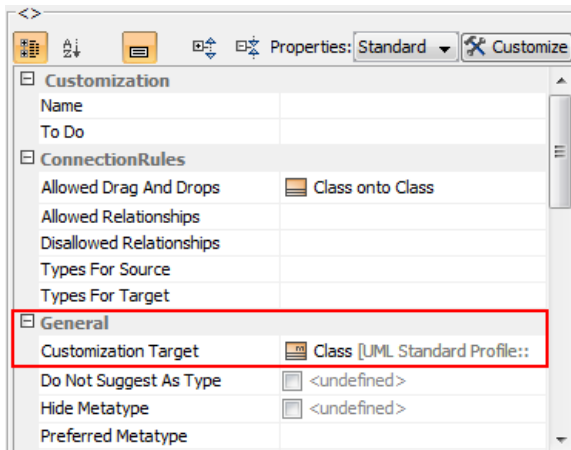 <>
Properties: Standard Customize
Customization
Name
To Do
ConnectionRules
Allowed Drag And Drops Class onto Class
Allowed Relationships
Disallowed Relationships
Types For Source
Types For Target
General
Customization Target Class [UML Standard Profile::
Do Not Suggest As Type <undefined>
Hide Metatype <undefined>
Preferred Metatype